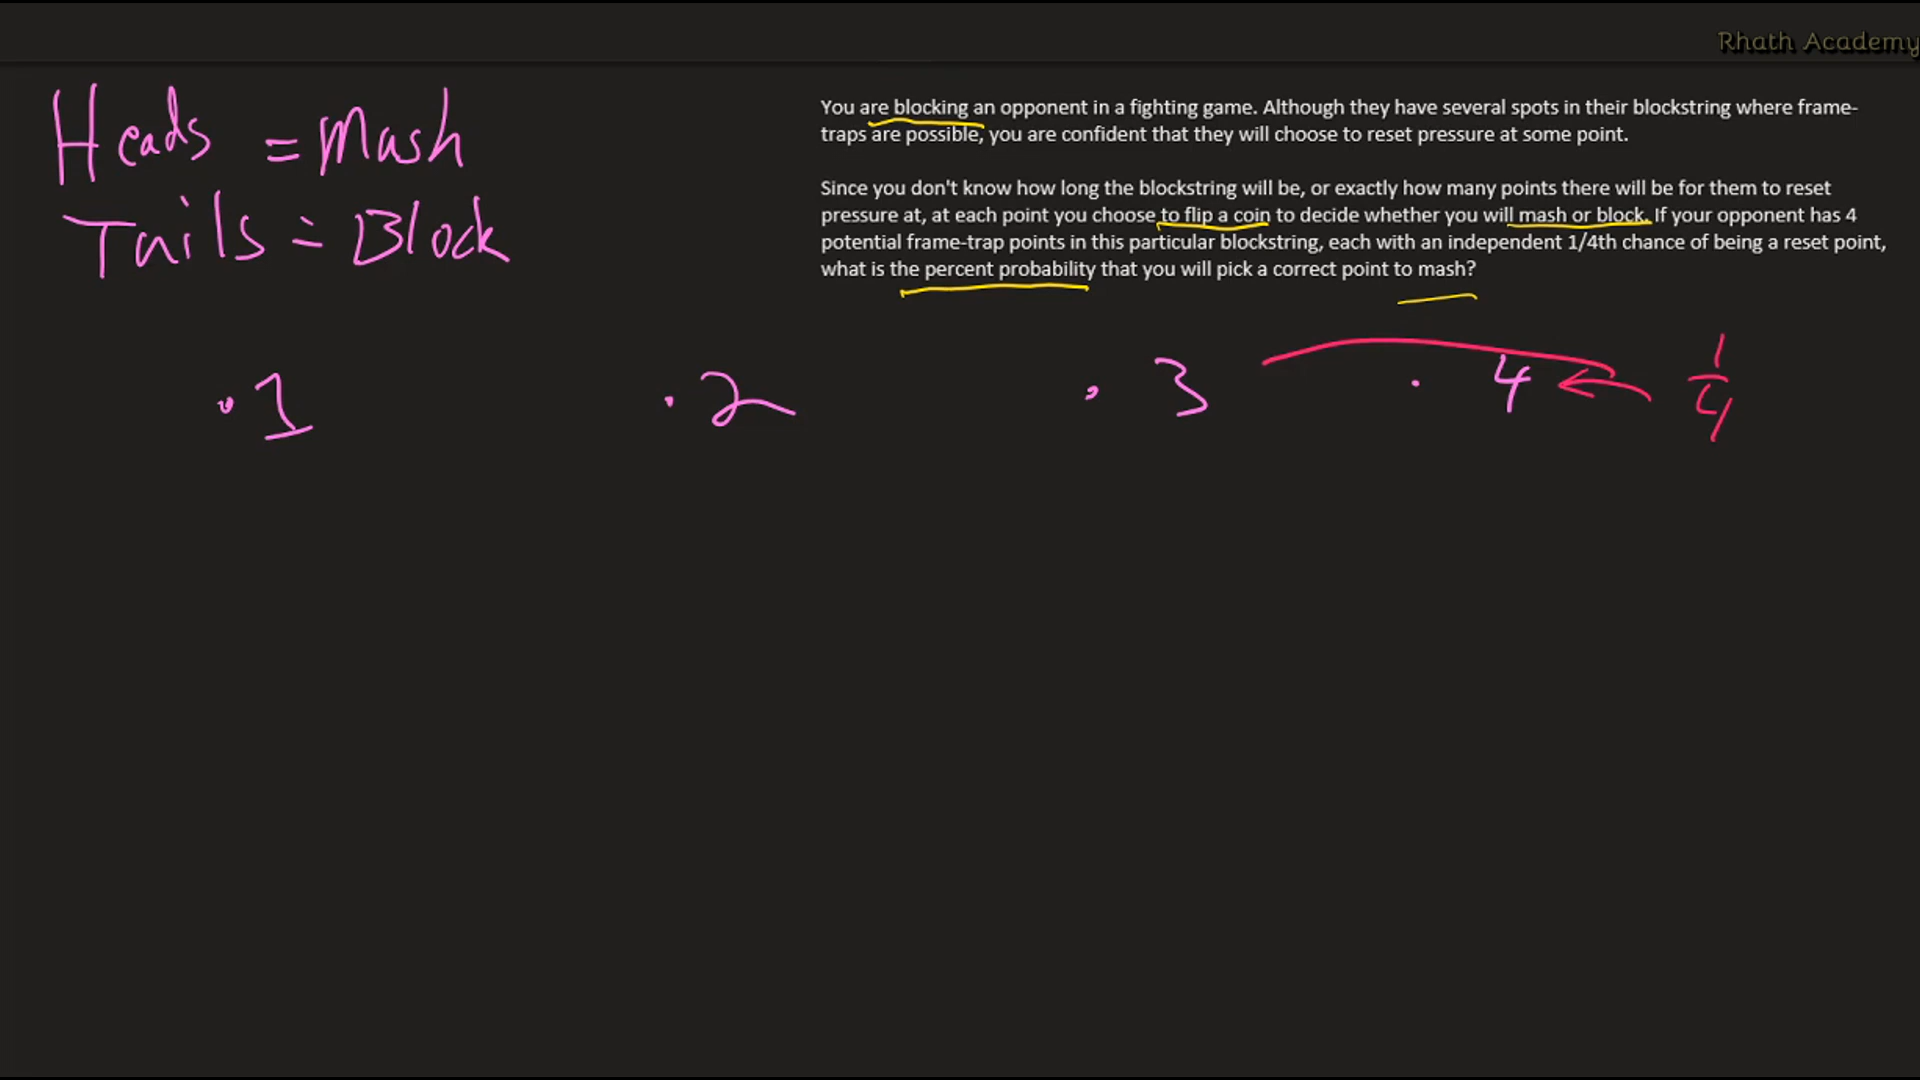 Rhath Academy
Heads = Mash
Tails = Block
You are blocking an opponent in a fighting game. Although they have several spots in their blockstring where frame-
traps are possible, you are confident that they will choose to reset pressure at some point.
Since you don't know how long the blockstring will be, or exactly how many points there will be for them to reset
pressure at, at each point you choose to flip a coin to decide whether you will mash or block. If your opponent has 4
potential frame-trap points in this particular blockstring, each with an independent 1/4th chance of being a reset point,
what is the percent probability that you will pick a correct point to mash?
· 1 · 2 · 3 · 4 1/4